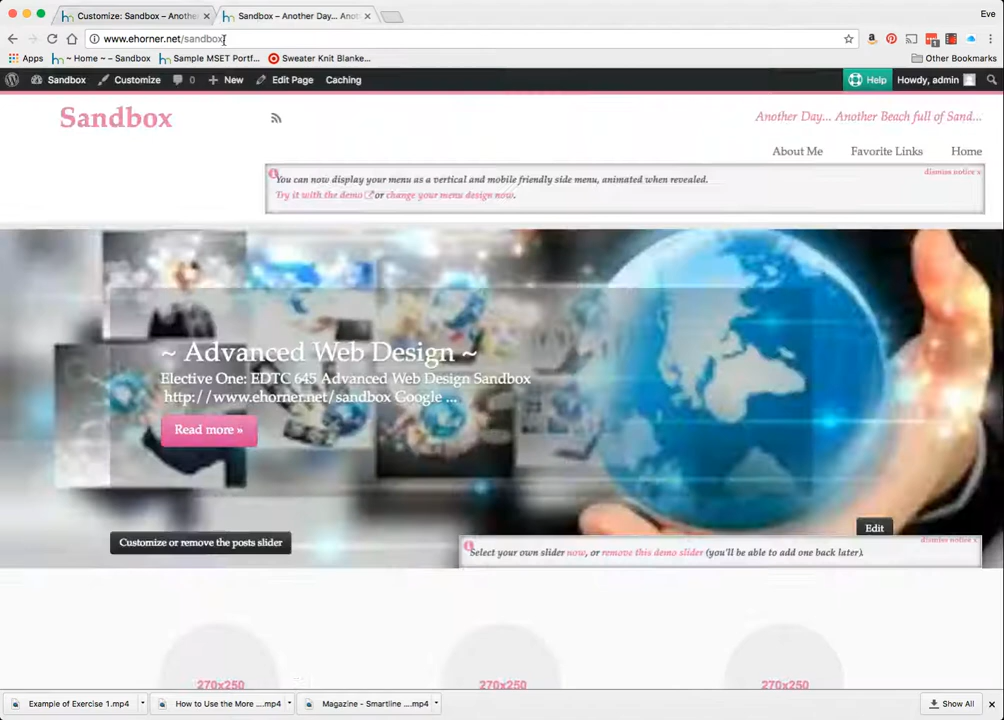 Customize: Sandbox – Anothe
Sandbox – Another Day... Anot
Eve
www.ehorner.net/sandbox
Apps
~ Home ~ – Sandbox
Sample MSET Portf...
Sweater Knit Blanke...
Other Bookmarks
Sandbox
Customize
0
New
Edit Page
Caching
Help
Howdy, admin
Sandbox
Another Day... Another Beach full of Sand...
About Me
Favorite Links
Home
dismiss notice ×
You can now display your menu as a vertical and mobile friendly side menu, animated when revealed.
Try it with the demo or change your menu design now.
~ Advanced Web Design ~
Elective One: EDTC 645 Advanced Web Design Sandbox
http://www.ehorner.net/sandbox Google ...
Read more »
Edit
Customize or remove the posts slider
dismiss notice ×
Select your own slider now, or remove this demo slider (you'll be able to add one back later).
270x250
270x250
270x250
Example of Exercise 1.mp4
How to Use the More ....mp4
Magazine - Smartline ....mp4
Show All